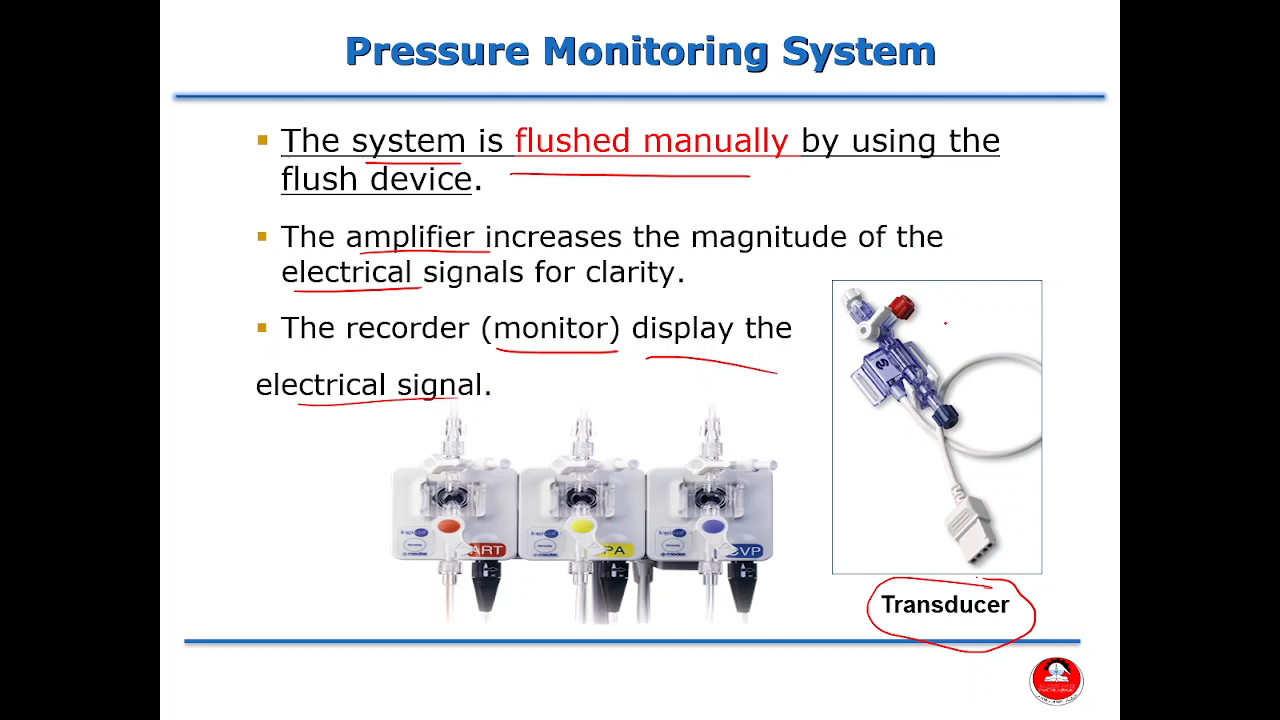 Pressure Monitoring System
▪ The system is flushed manually by using the
flush device.
▪ The amplifier increases the magnitude of the
electrical signals for clarity.
▪ The recorder (monitor) display the
electrical signal.
ART
PA
CVP
Transducer